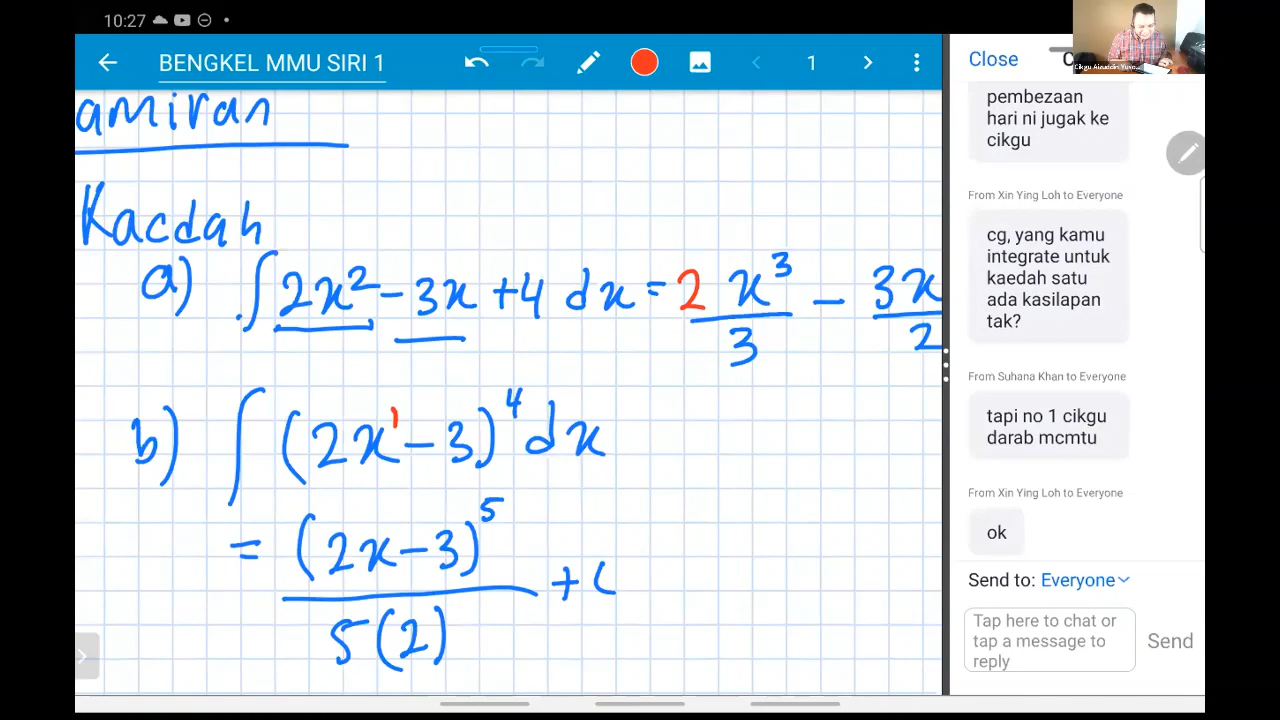 10:27
BENGKEL MMU SIRI 1
1
amiran
Kaedah
a) ∫ 2x² - 3x + 4 dx = 2 x³/3 - 3x/2
b) ∫ (2x¹ - 3)⁴ dx
= (2x - 3)⁵/5(2) + c
Close
pembezaan
hari ni jugak ke
cikgu
From Xin Ying Loh to Everyone
cg, yang kamu
integrate untuk
kaedah satu
ada kasilapan
tak?
From Suhana Khan to Everyone
tapi no 1 cikgu
darab mcmtu
From Xin Ying Loh to Everyone
ok
Send to: Everyone
Tap here to chat or
tap a message to
reply
Send